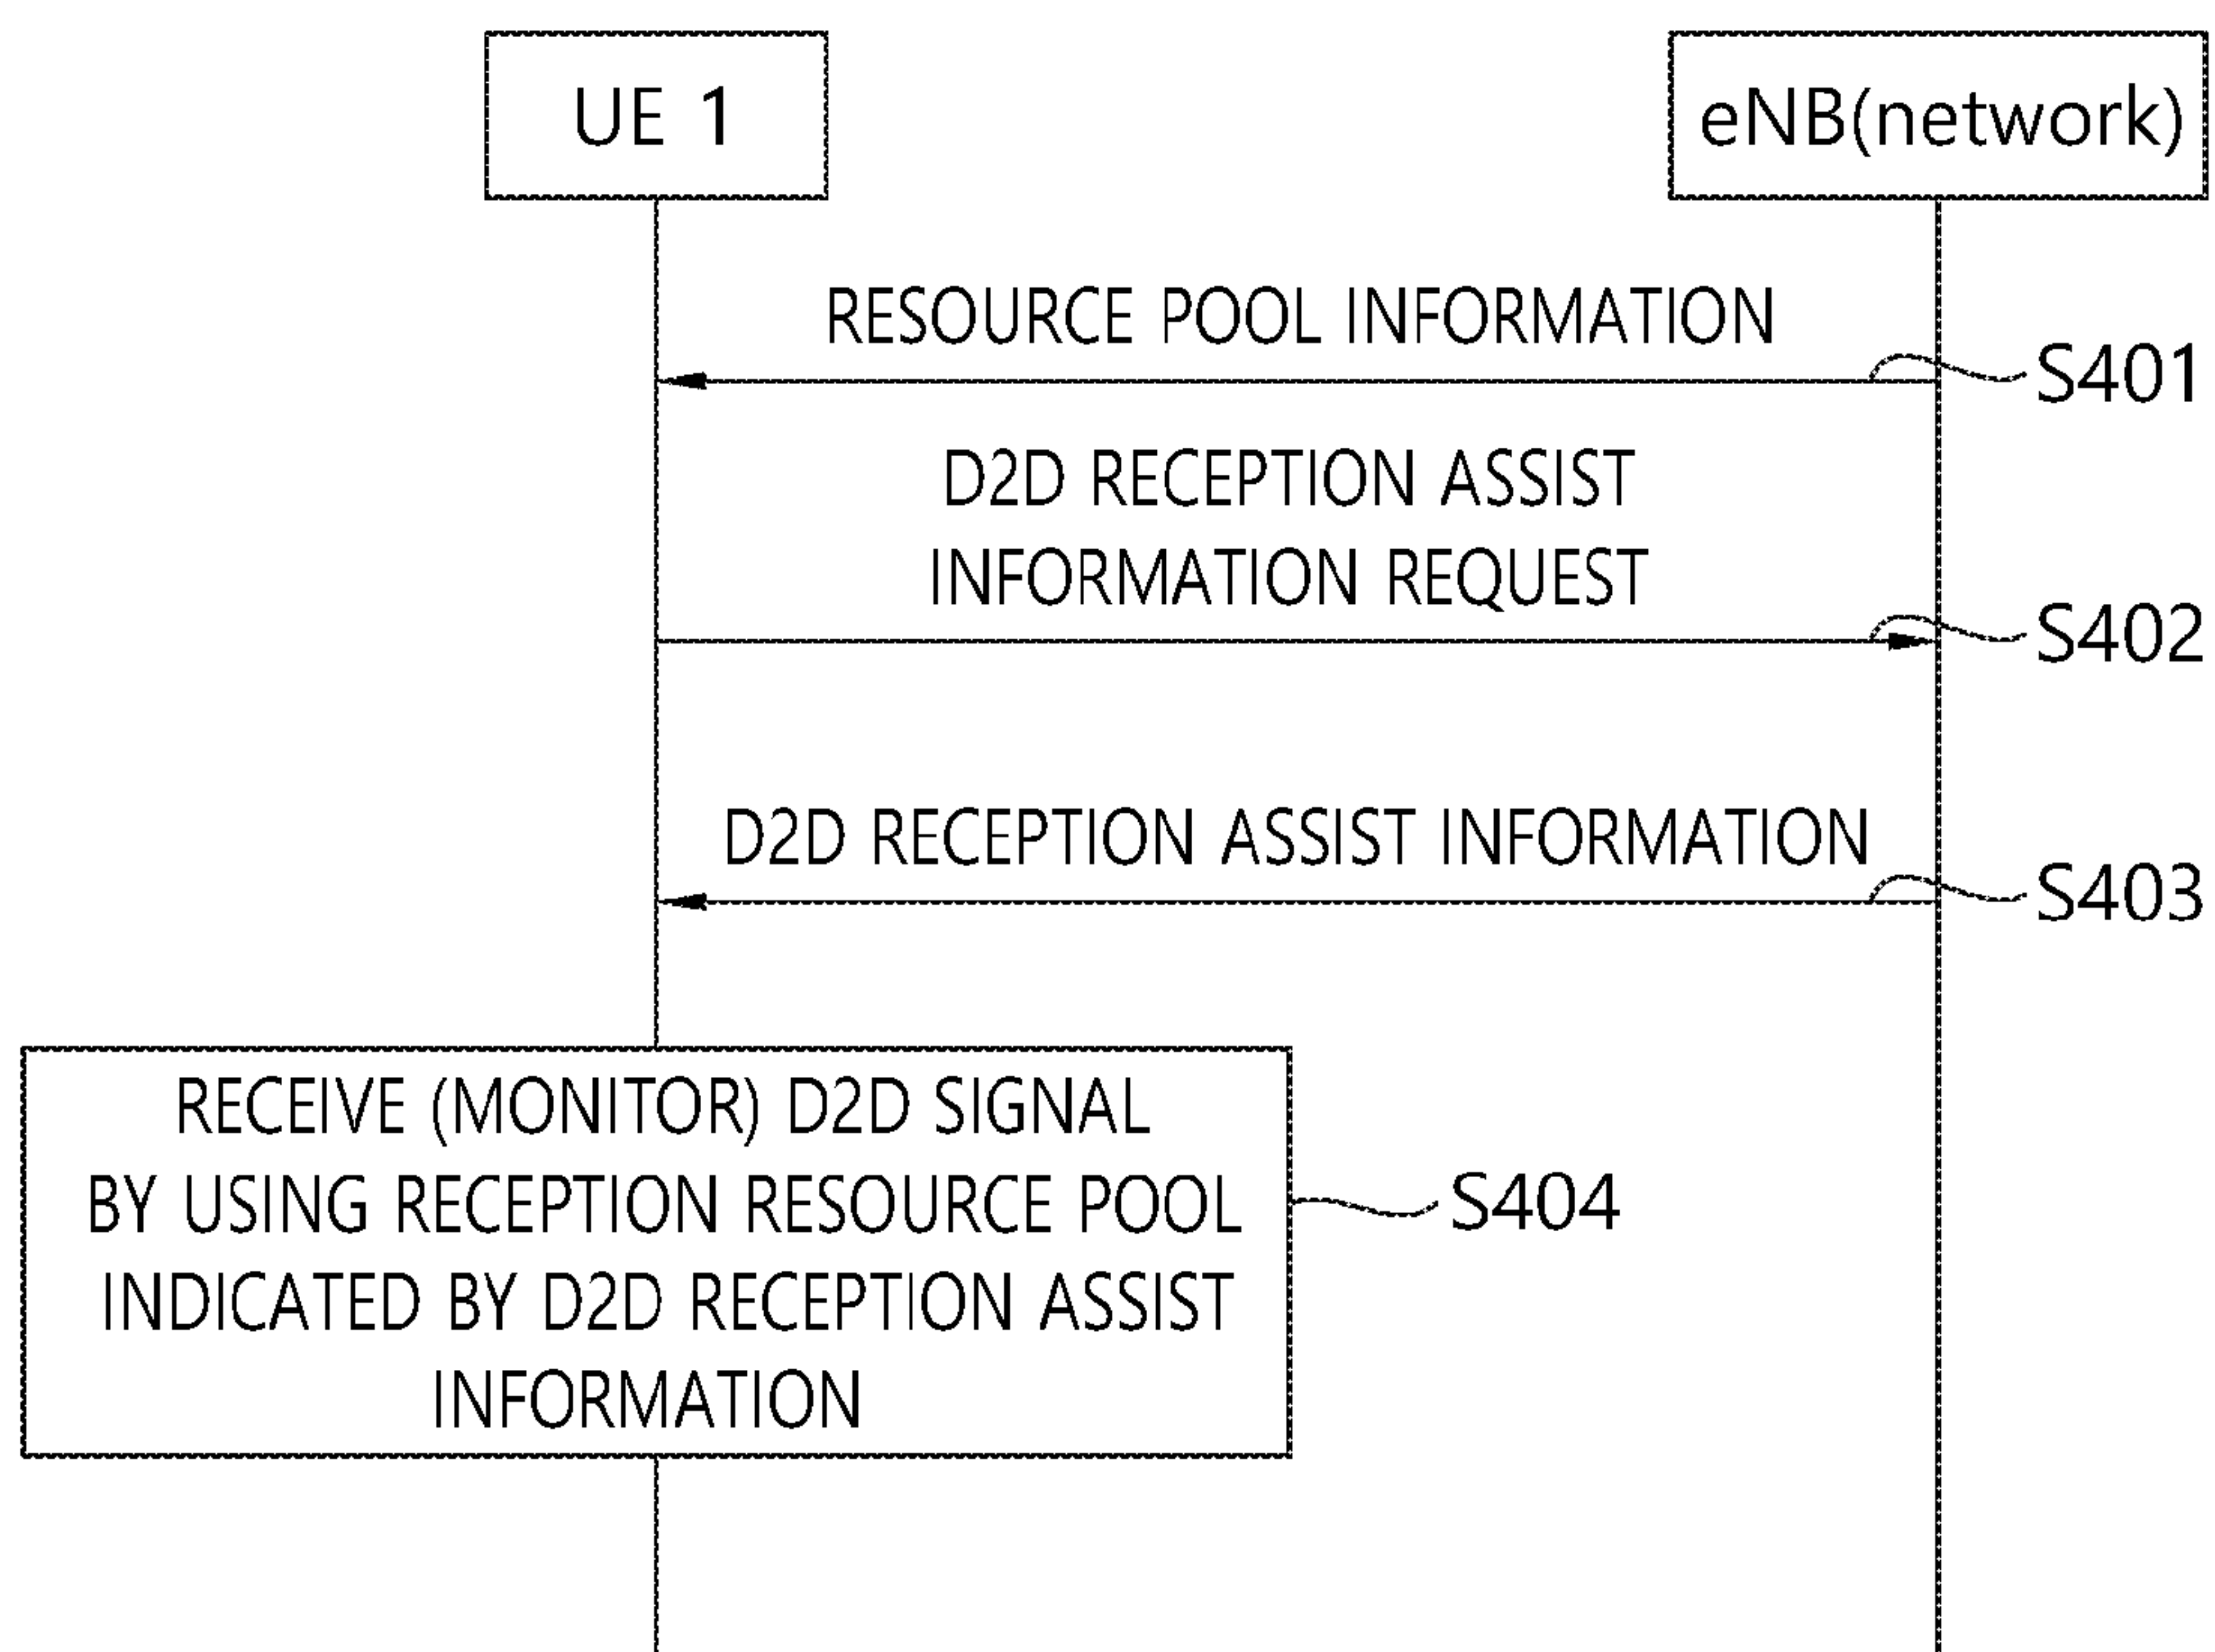 UE 1
eNB(network)
RESOURCE POOL INFORMATION
S401
D2D RECEPTION ASSIST
INFORMATION REQUEST
S402
D2D RECEPTION ASSIST INFORMATION
S403
RECEIVE (MONITOR) D2D SIGNAL
BY USING RECEPTION RESOURCE POOL
INDICATED BY D2D RECEPTION ASSIST
INFORMATION
S404